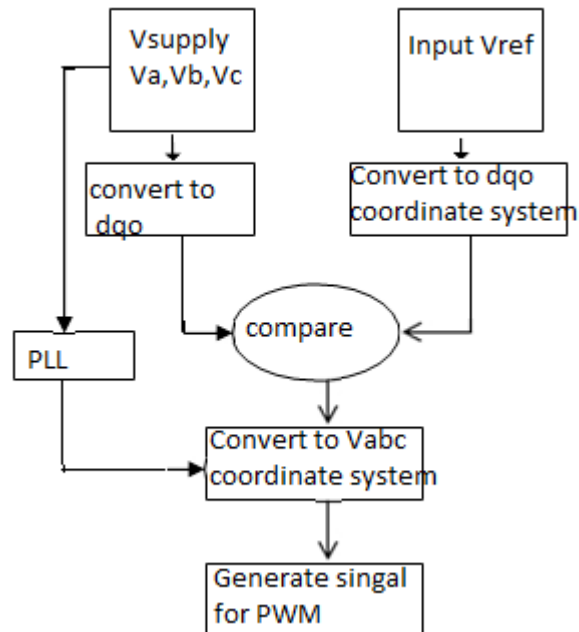 Vsupply
Va,Vb,Vc
Input Vref
convert to
dqo
Convert to dqo
coordinate system
compare
PLL
Convert to Vabc
coordinate system
Generate singal
for PWM